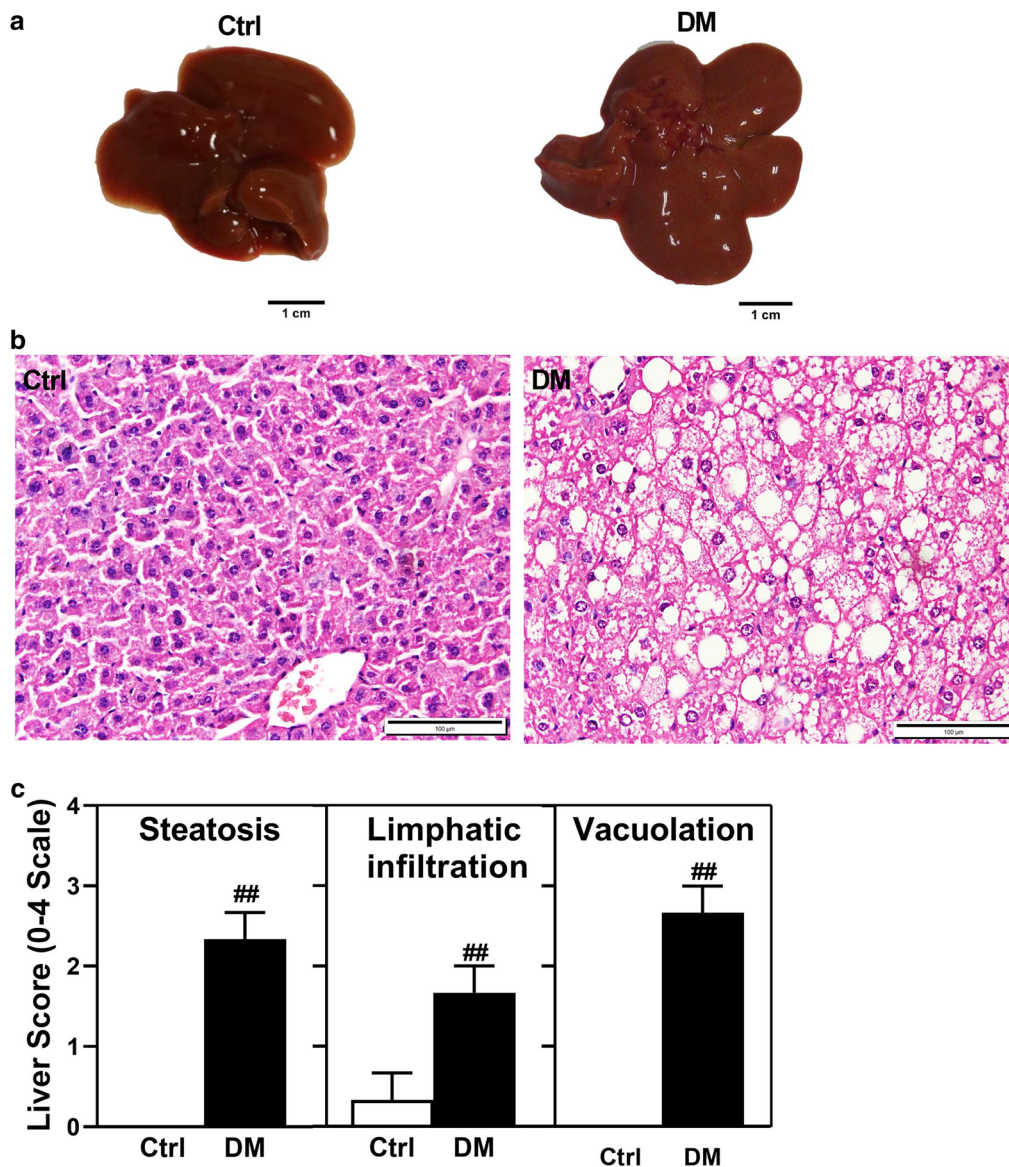 a
Ctrl
DM
1 cm
1 cm
b
Ctrl
DM
100 µm
100 µm
c
Liver Score (0-4 Scale)
4
3
2
1
0
Steatosis
##
Ctrl DM
Limphatic
infiltration
##
Ctrl DM
Vacuolation
##
Ctrl DM